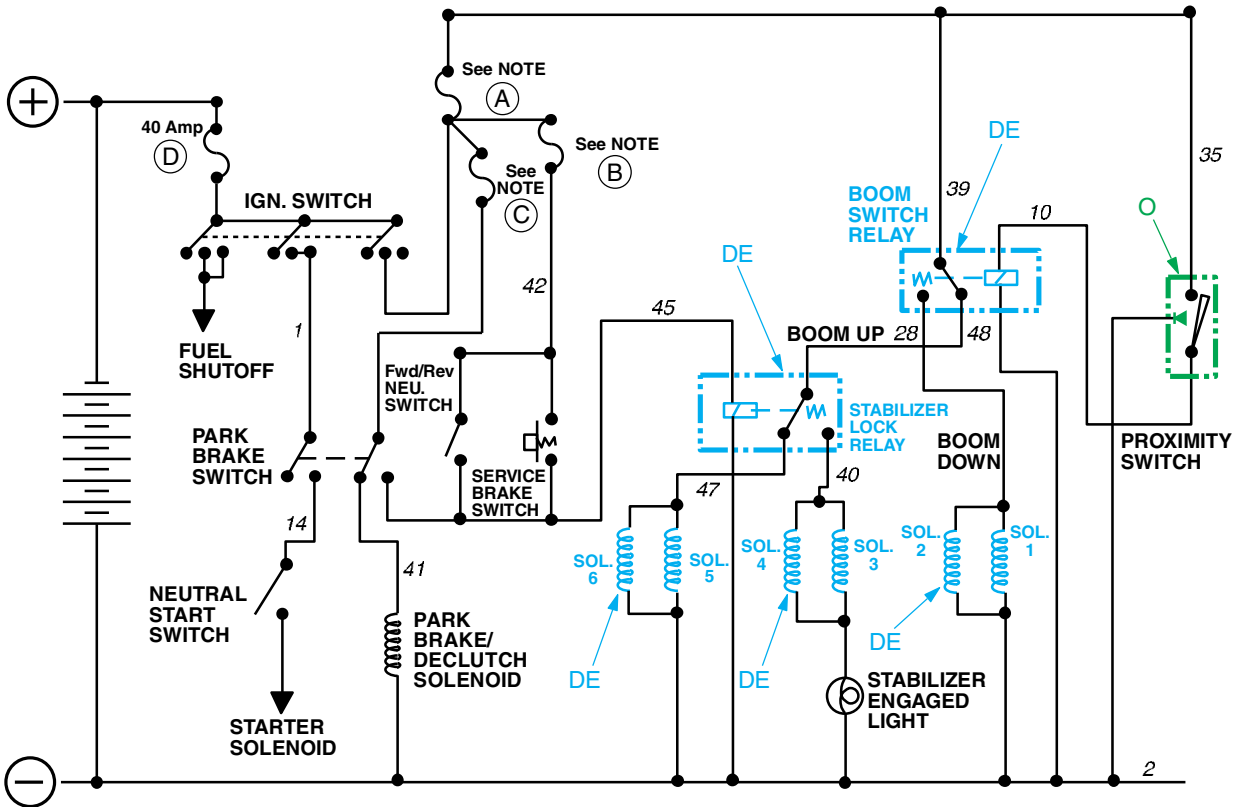 +
See NOTE
A
40 Amp
D
See NOTE
B
See
NOTE
C
DE
39
35
IGN. SWITCH
BOOM
SWITCH
RELAY
10
O
DE
42
1
45
BOOM UP
28
48
FUEL
SHUTOFF
Fwd/Rev
NEU.
SWITCH
STABILIZER
LOCK
RELAY
PARK
BRAKE
SWITCH
BOOM
DOWN
PROXIMITY
SWITCH
SERVICE
BRAKE
SWITCH
47
40
14
SOL.
6
SOL.
5
SOL.
4
SOL.
3
SOL.
2
SOL.
1
41
NEUTRAL
START
SWITCH
PARK
BRAKE/
DECLUTCH
SOLENOID
DE
DE
DE
STABILIZER
ENGAGED
LIGHT
STARTER
SOLENOID
2
−